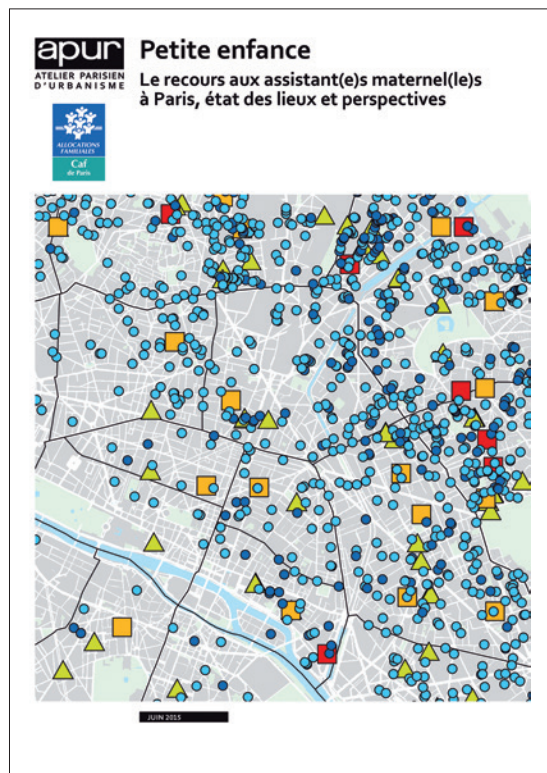 apur
ATELIER PARISIEN
D'URBANISME
Petite enfance
Le recours aux assistant(e)s maternel(le)s
à Paris, état des lieux et perspectives
ALLOCATIONS
FAMILIALES
Caf
de Paris
JUIN 2015